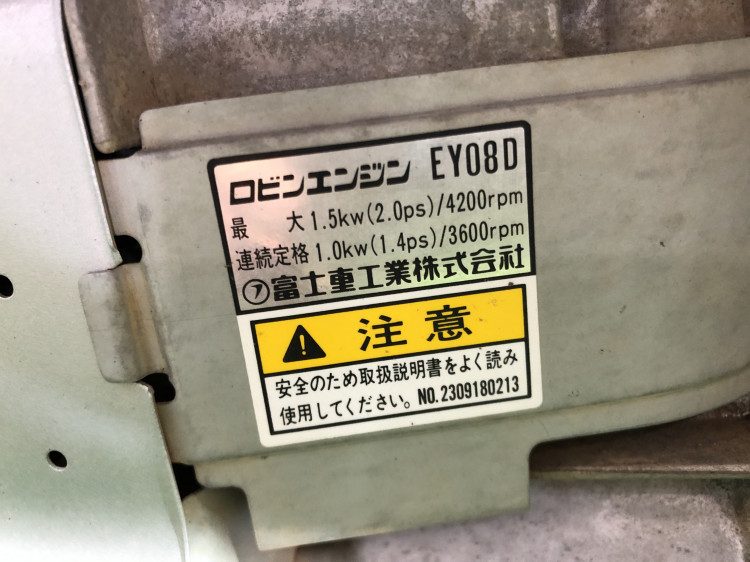 ロビンエンジン EY08D
最 大 1.5kw(2.0ps)/4200rpm
連続定格 1.0kw(1.4ps)/3600rpm
㋐富士重工業株式会社
注意
安全のため取扱説明書をよく読み
使用してください。 NO.2309180213